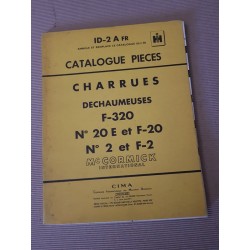 ID-2 A FR
CATALOGUE PIECES
CHARRUES
DECHAUMEUSES
F-320
N° 20 E et F-20
N° 2 et F-2
McCORMICK
INTERNATIONAL
CIMA